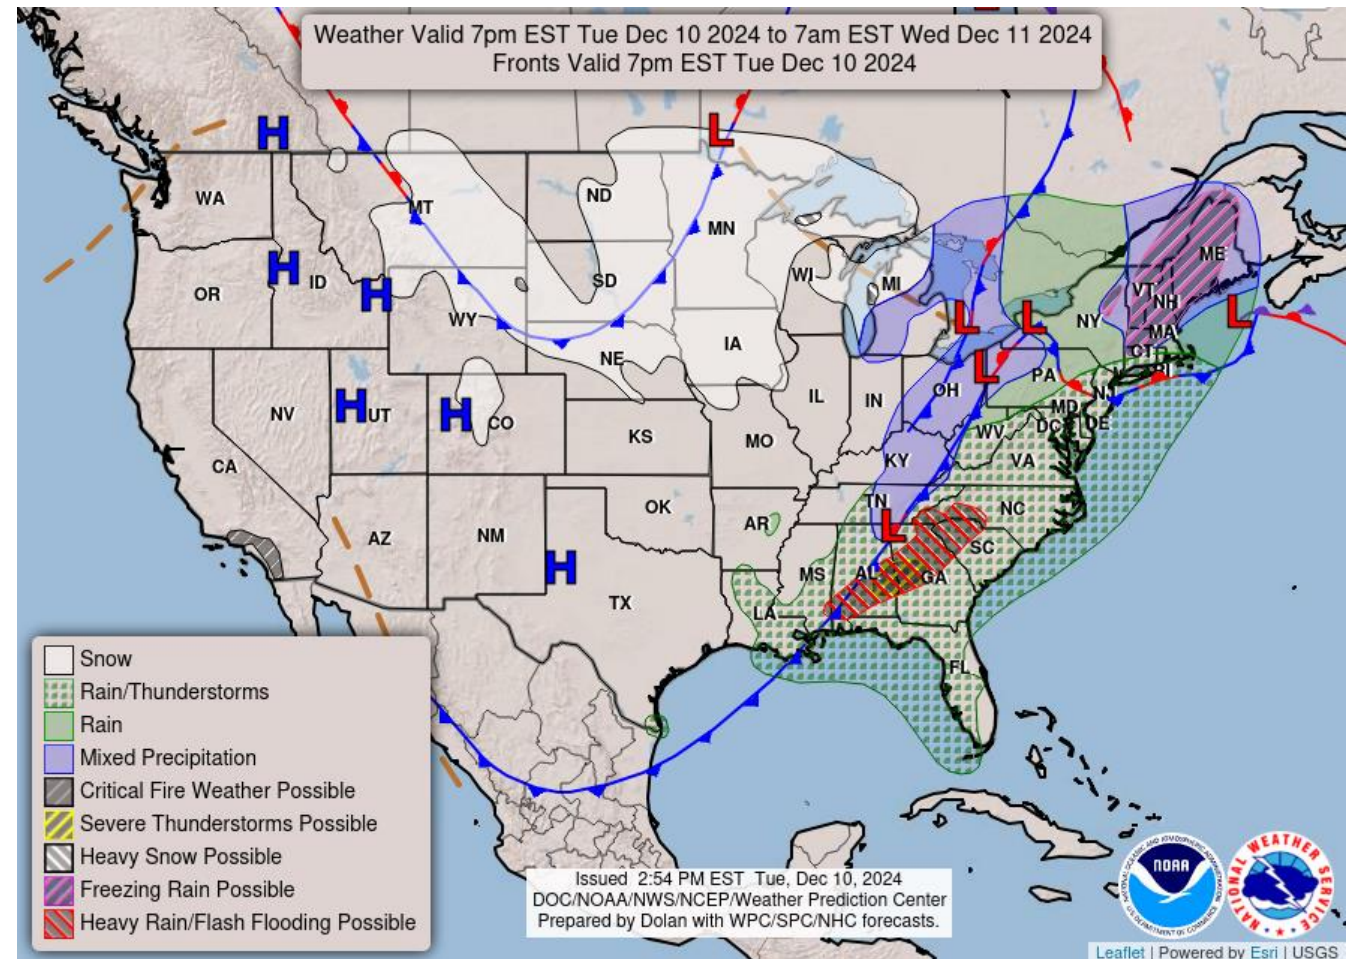 Weather Valid 7pm EST Tue Dec 10 2024 to 7am EST Wed Dec 11 2024
Fronts Valid 7pm EST Tue Dec 10 2024
L
H
WA
MT
ND
MN
ME
H
ID
OR
H
SD
WI
MI
VT
NH
WY
L
L
NY
L
MA
NE
IA
CT
RI
L
PA
OH
NJ
NV
H
UT
H
CO
IL
IN
MD
DC
DE
WV
KS
MO
CA
KY
VA
OK
AR
TN
NC
AZ
NM
L
SC
H
MS
AL
GA
TX
LA
FL
Snow
Rain/Thunderstorms
Rain
Mixed Precipitation
Critical Fire Weather Possible
Severe Thunderstorms Possible
Heavy Snow Possible
Freezing Rain Possible
Heavy Rain/Flash Flooding Possible
Issued 2:54 PM EST Tue, Dec 10, 2024
DOC/NOAA/NWS/NCEP/Weather Prediction Center
Prepared by Dolan with WPC/SPC/NHC forecasts.
NOAA
NATIONAL WEATHER SERVICE
Leaflet | Powered by Esri | USGS